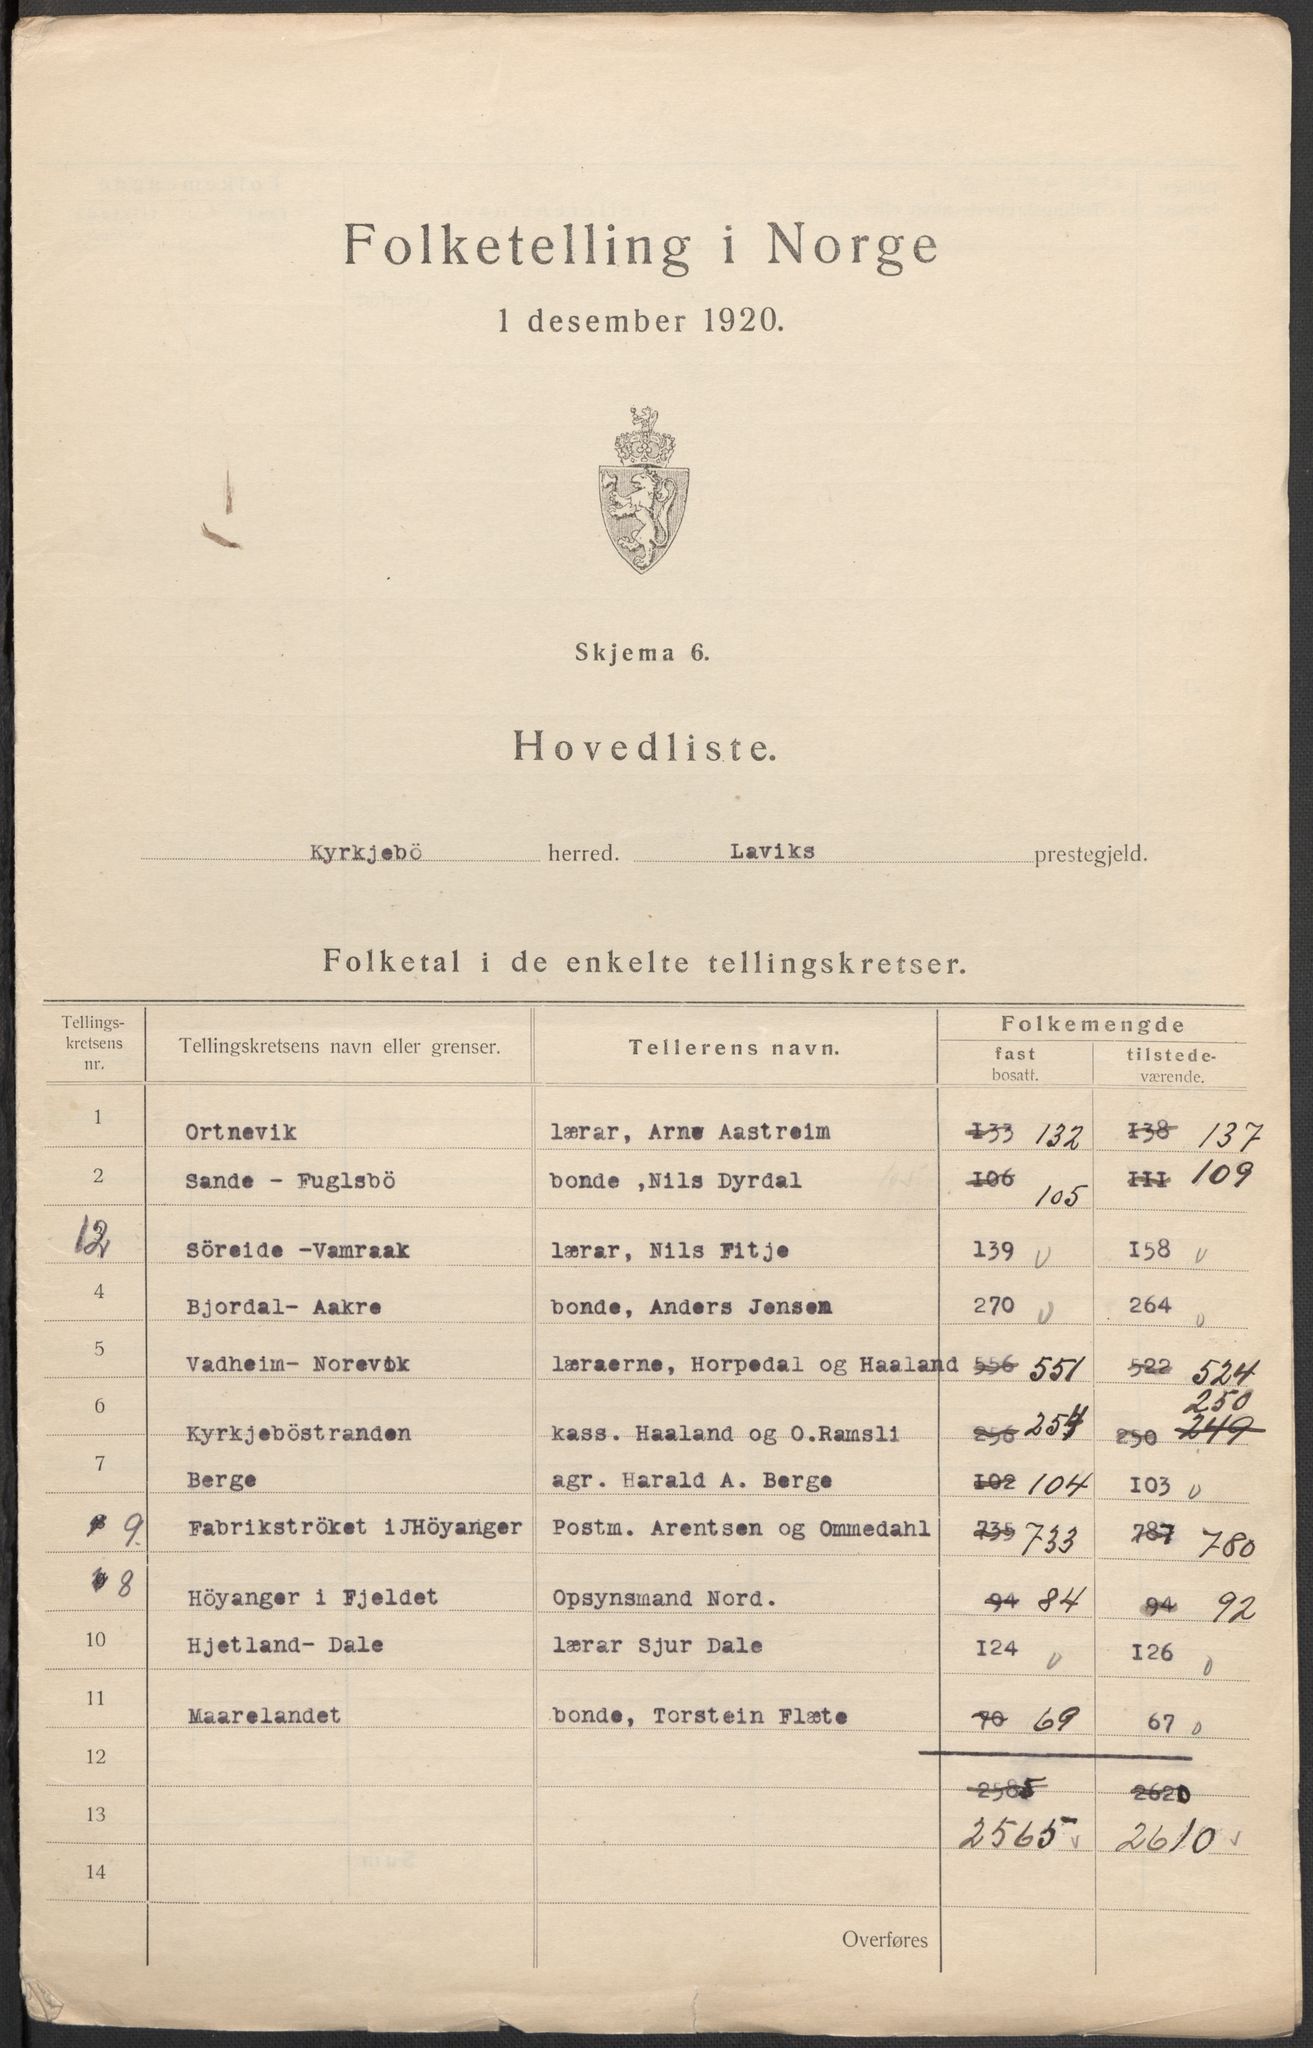 Folketelling i Norge
1 desember 1920.
Skjema 6.
Hovedliste.
Kyrkjebö herred. Laviks prestegjeld.
Folketal i de enkelte tellingskretser.
Tellings-
kretsens
nr.
Tellingskretsens navn eller grenser.
Tellerens navn.
Folkemengde
fast
bosatt.
tilstede-
værende.
1 Ortnevik lærar, Arne Aastreim 133 132 138 137
2 Sande - Fuglsbö bonde ,Nils Dyrdal 106 105 111 109
12 Söreide -Vamraak lærar, Nils Fitje 139 158
4 Bjordal- Aakre bonde, Anders Jensen 270 264
5 Vadheim- Norevik læraerne, Horpedal og Haaland 556 551 522 524
6 Kyrkjeböstranden kass. Haaland og O.Ramsli 256 254 250 249 250
7 Berge agr. Harald A. Berge 102 104 103
9. Fabrikströket i Höyanger Postm. Arentsen og Ommedahl 735 733 787 780
8 Höyanger i Fjeldet Opsynsmand Nord. 94 84 94 92
10 Hjetland- Dale lærar Sjur Dale 124 126
11 Maarelandet bonde, Torstein Flæte 70 69 67
12
2585 2620
13
2565 2610
14
Overføres